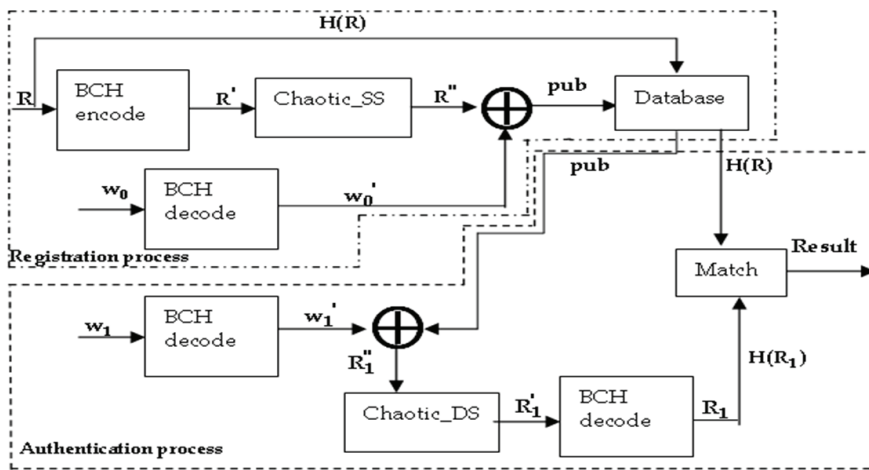 H(R)
R
BCH
encode
R'
Chaotic_SS
R''
pub
Database
w0
BCH
decode
w0'
pub
H(R)
Registration process
Match
Result
w1
BCH
decode
w1'
R1''
H(R1)
Chaotic_DS
R1'
BCH
decode
R1
Authentication process